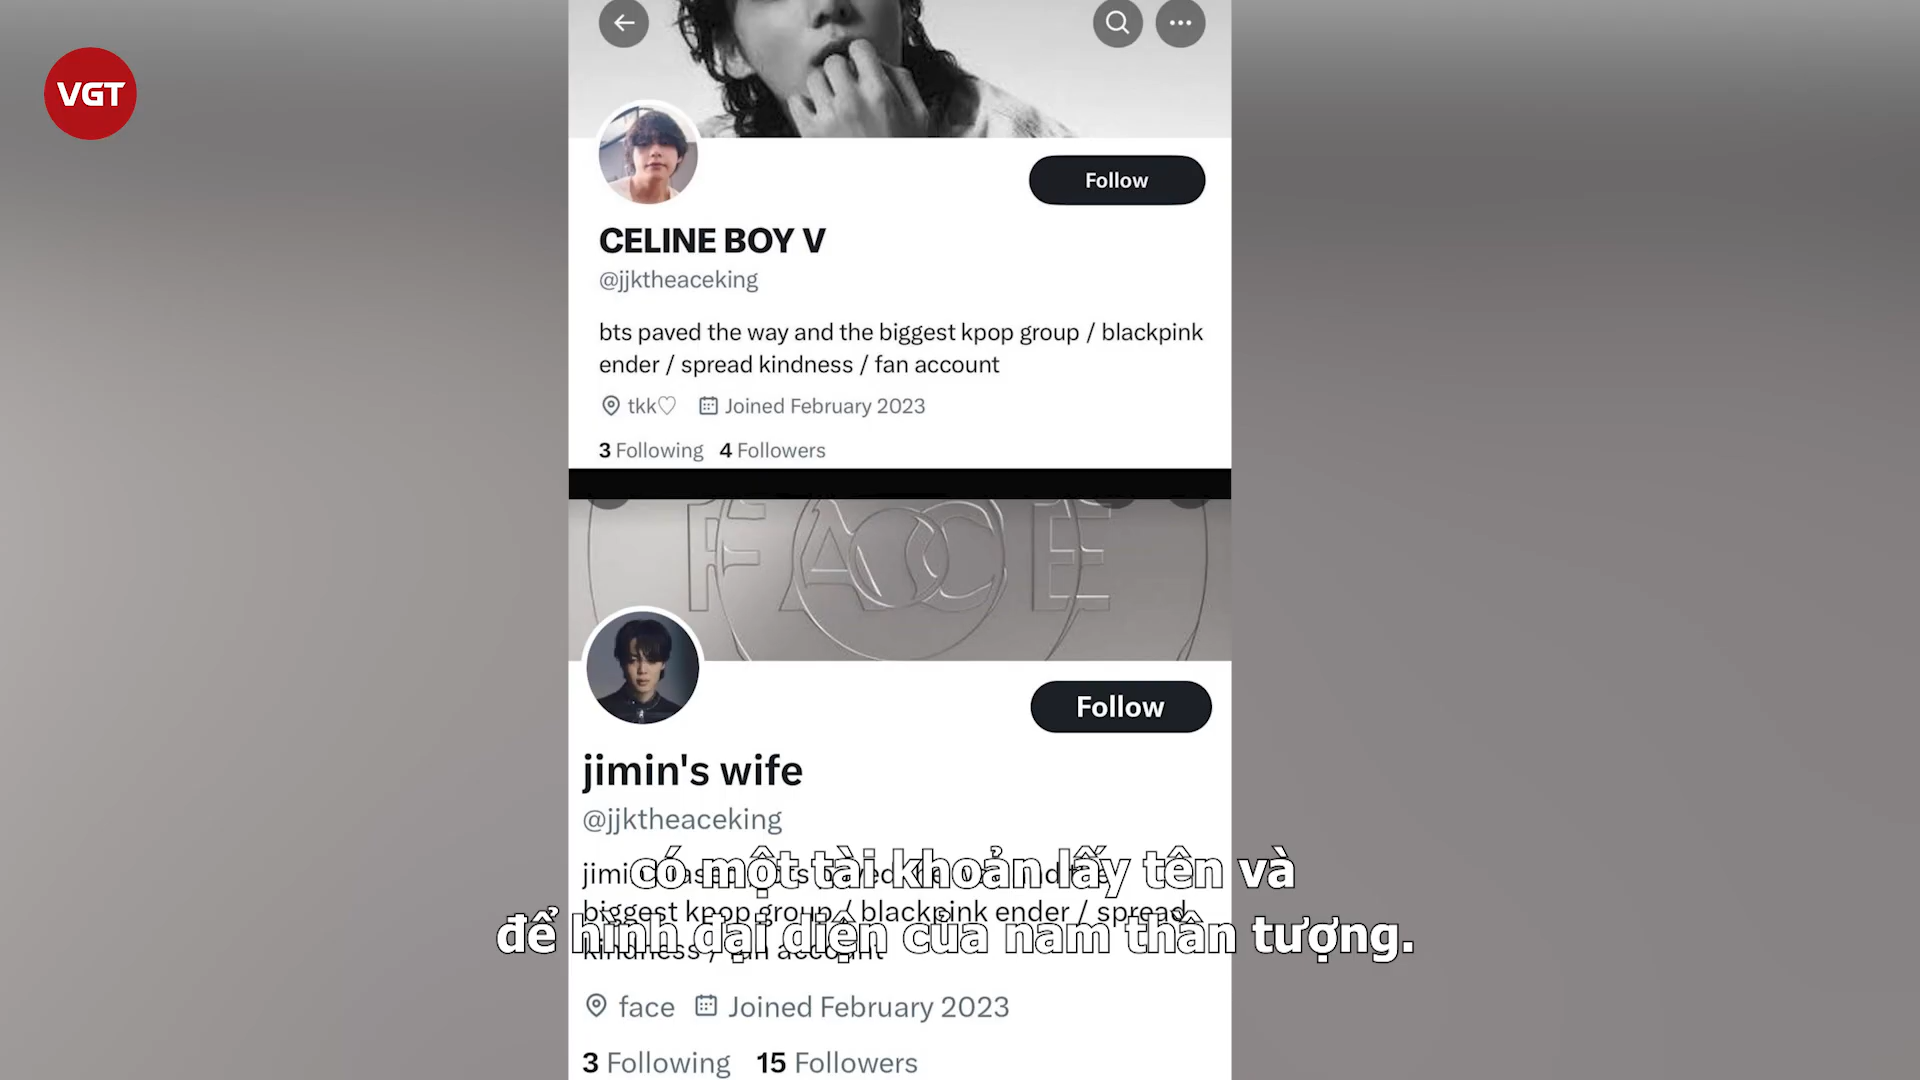 VGT
Follow
CELINE BOY V
@jjktheaceking
bts paved the way and the biggest kpop group / blackpink
ender / spread kindness / fan account
tkk♡ Joined February 2023
3 Following 4 Followers
FACE
Follow
jimin's wife
@jjktheaceking
có một tài khoản lấy tên và
biggest kpop group / blackpink ender / spread
để hình đại diện của nam thần tượng.
kindness / fan account
face Joined February 2023
3 Following 15 Followers